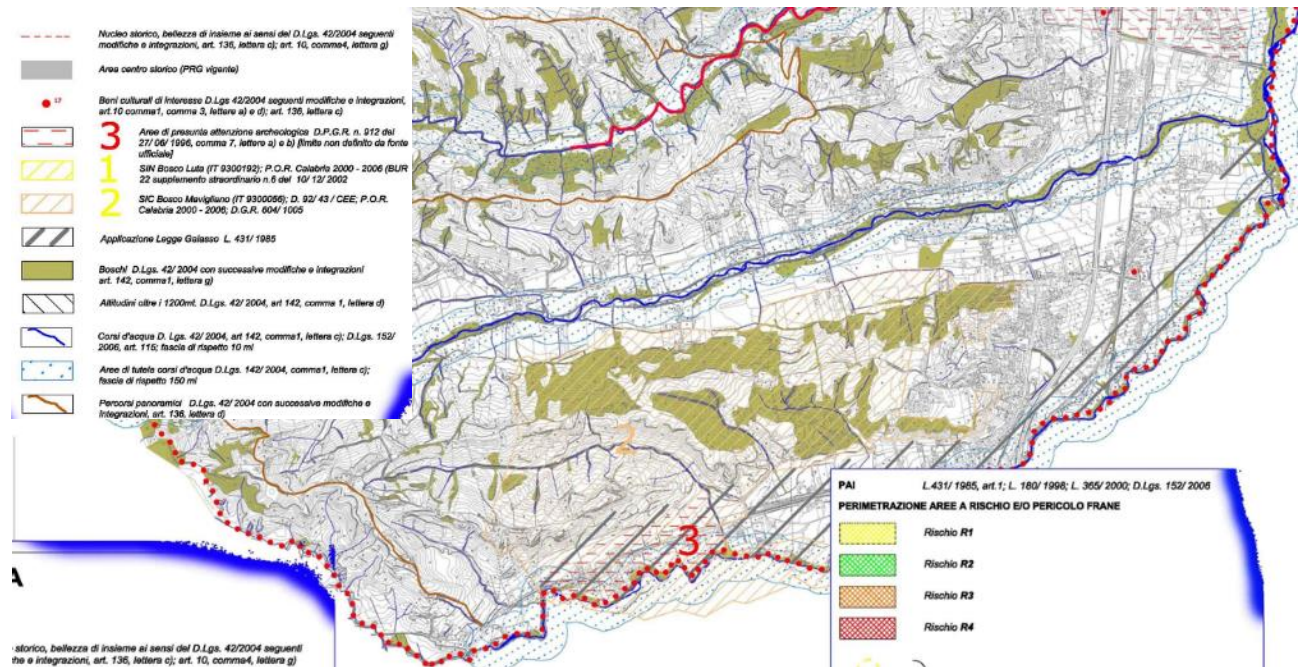 Nucleo storico, bellezza di insieme ai sensi del D.Lgs. 42/2004 seguenti
modifiche e integrazioni, art. 136, lettera c); art. 10, comma4, lettera g)
Area centro storico (PRG vigente)
17
Beni culturali di interesse D.Lgs 42/2004 seguenti modifiche e integrazioni,
art.10 comma1, comma 3, lettere a) e d); art. 136, lettera c)
3
Aree di presunta attenzione archeologica D.P.G.R. n. 912 del
27/ 06/ 1996, comma 7, lettere a) e b) [limite non definito da fonte
ufficiale]
1
SIN Bosco Luta (IT 9300192); P.O.R. Calabria 2000 - 2006 (BUR
22 supplemento straordinario n.6 del 10/ 12/ 2002
2
SIC Bosco Mavigliano (IT 9300056); D. 92/ 43 / CEE; P.O.R.
Calabria 2000 - 2006; D.G.R. 604/ 1005
Applicazione Legge Galasso L. 431/ 1985
Boschi D.Lgs. 42/ 2004 con successive modifiche e integrazioni
art. 142, comma1, lettera g)
Altitudini oltre i 1200mt. D.Lgs. 42/ 2004, art 142, comma 1, lettera d)
Corsi d'acqua D. Lgs. 42/ 2004, art 142, comma1, lettera c); D.Lgs. 152/
2006, art. 115; fascia di rispetto 10 ml
Aree di tutela corsi d'acqua D.Lgs. 142/ 2004, comma1, lettera c);
fascia di rispetto 150 ml
Percorsi panoramici D.Lgs. 42/ 2004 con successive modifiche e
integrazioni, art. 136, lettera d)
2
3
PAI L.431/ 1985, art.1; L. 180/ 1998; L. 365/ 2000; D.Lgs. 152/ 2006
PERIMETRAZIONE AREE A RISCHIO E/O PERICOLO FRANE
Rischio R1
Rischio R2
Rischio R3
Rischio R4
A
storico, bellezza di insieme ai sensi del D.Lgs. 42/2004 seguenti
he e integrazioni, art. 136, lettera c); art. 10, comma4, lettera g)